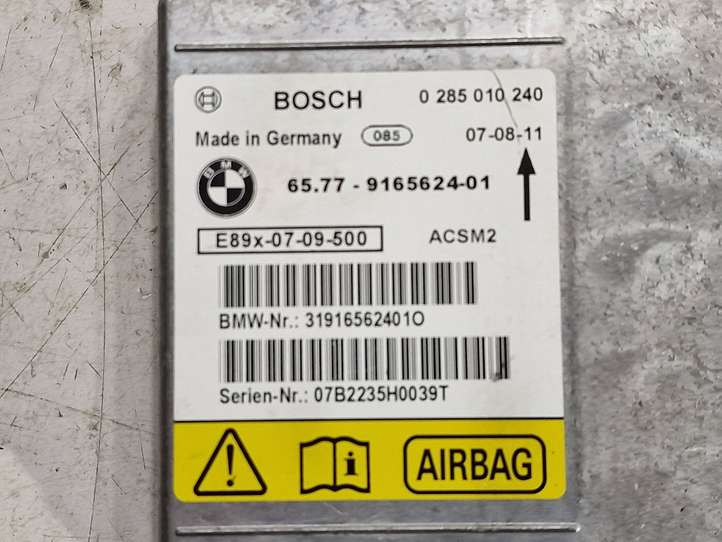 BOSCH 0 285 010 240
Made in Germany 085 07-08-11
BMW
65.77 - 9165624-01
E89x-07-09-500 ACSM2
BMW-Nr.: 31916562401O
Serien-Nr.: 07B2235H0039T
AIRBAG